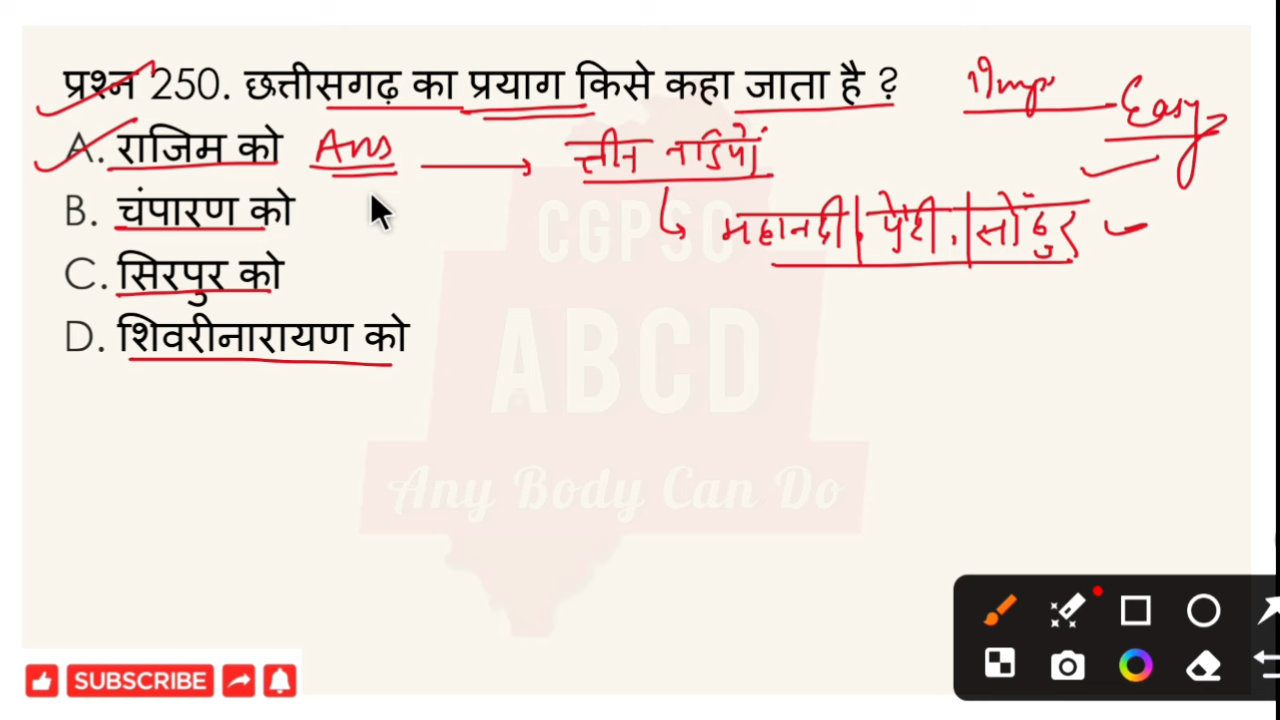 प्रश्न 250. छत्तीसगढ़ का प्रयाग किसे कहा जाता है ? Imp Easy
A. राजिम को Ans → तीन नदियों
B. चंपारण को
महानदी, पैरी, सोंढुर
C. सिरपुर को
D. शिवरीनारायण को
CGPSC
ABCD
Any Body Can Do
SUBSCRIBE